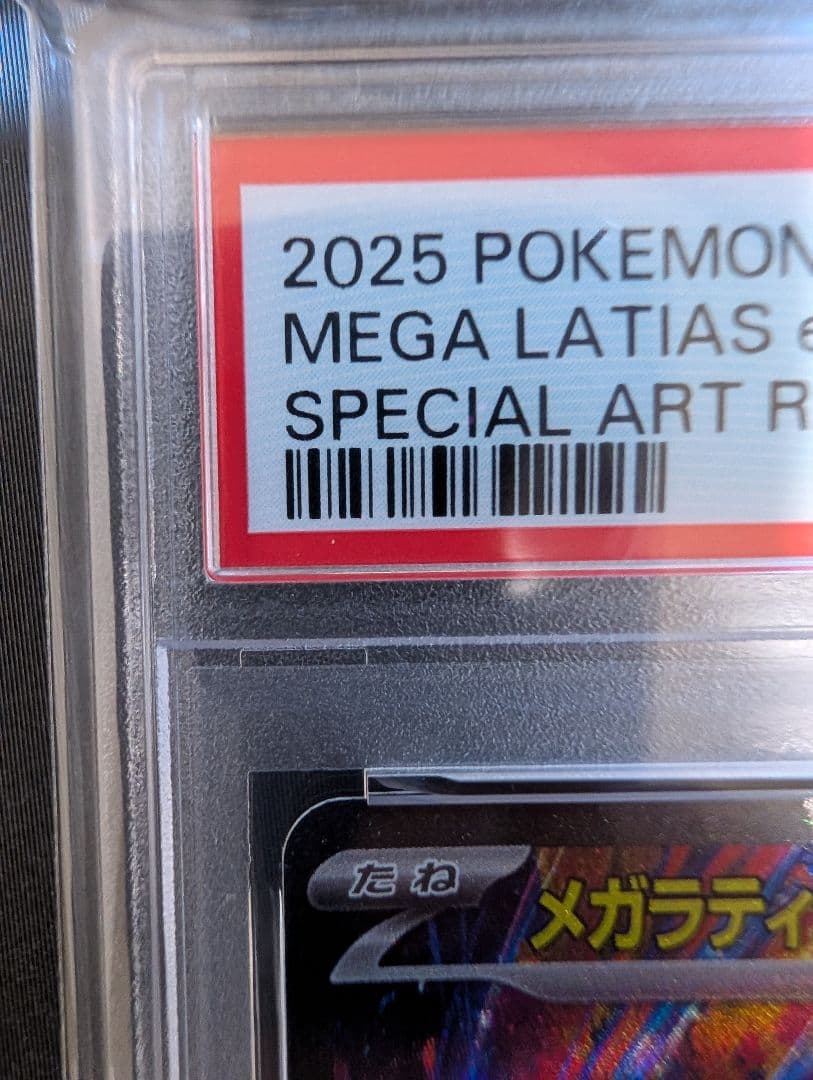 2025 POKEMON
MEGA LATIAS e
SPECIAL ART R
たね
メガラティ